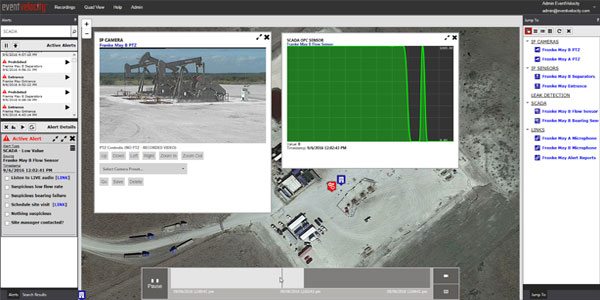 eventvelocity Recordings Quad View Help Admin
Admin EventVelocity
admin@eventvelocity.com
Alerts
SCADA
Active Alerts
Prohibited
Franke May B Separators
Entrance
Franke May Entrance
Prohibited
Franke May B Separators
Entrance
Alert Details
Active Alert
Alert Type
SCADA - Low Value
Source
Franke May B Flow Sensor
Timestamp
9/6/2016 12:02:41 PM
Listen to LIVE audio [LINK]
Suspicious low flow rate
Suspicious bearing failure
Schedule site visit [LINK]
Nothing suspicious
Site manager contacted?
Alerts Search Results
IP CAMERA
Franke May B PTZ
PTZ Controls (NO PTZ RECORDED VIDEO)
Up Down Left Right Zoom In Zoom Out
Select Camera Preset...
Go Save Delete
SCADA OPC SENSOR
Franke May B Flow Sensor
Value 0
Timestamp: 9/6/2016 12:02:43 PM
Pause
Jump To
IP CAMERAS
Franke May B PTZ
Franke May A PTZ
IP SENSORS
Franke May B Separators
Franke May Entrance
LEAK DETECTION
SCADA
Franke May B Flow Sensor
Franke May B Bearing Sens
LINKS
Franke May A Microphone
Franke May B Microphone
Franke May Alert Reports
Jump To